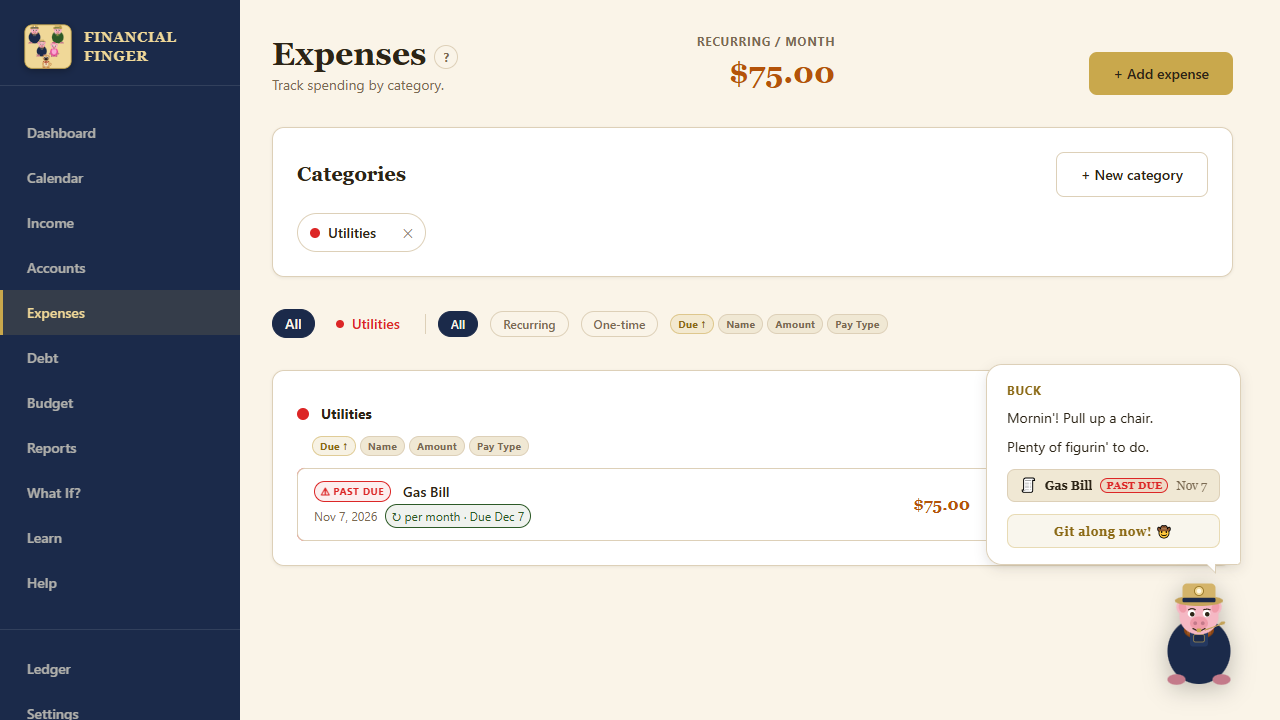 FINANCIAL
FINGER
Dashboard
Calendar
Income
Accounts
Expenses
Debt
Budget
Reports
What If?
Learn
Help
Ledger
Settings
Expenses ?
Track spending by category.
RECURRING / MONTH
$75.00
+ Add expense
Categories
+ New category
Utilities ×
All Utilities All Recurring One-time Due ↑ Name Amount Pay Type
Utilities
Due ↑ Name Amount Pay Type
⚠ PAST DUE Gas Bill
Nov 7, 2026 ↻ per month · Due Dec 7
$75.00
BUCK
Mornin'! Pull up a chair.
Plenty of figurin' to do.
Gas Bill PAST DUE Nov 7
Git along now! 🤠